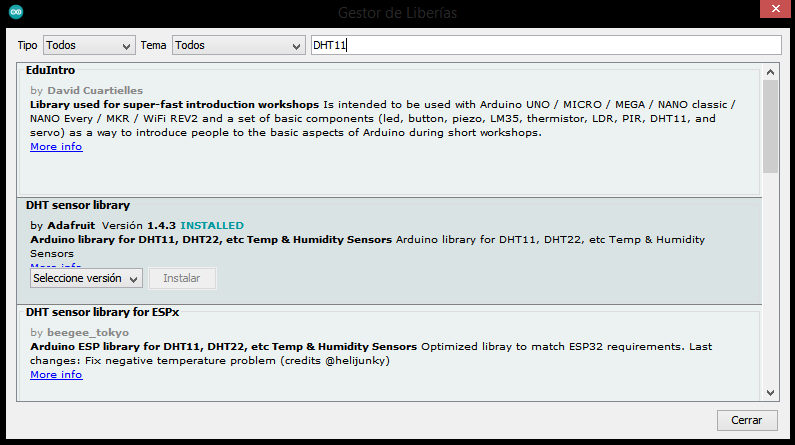 Gestor de Liberías
Tipo Todos Tema Todos DHT11
EduIntro
by David Cuartielles
Library used for super-fast introduction workshops Is intended to be used with Arduino UNO / MICRO / MEGA / NANO classic /
NANO Every / MKR / WiFi REV2 and a set of basic components (led, button, piezo, LM35, thermistor, LDR, PIR, DHT11, and
servo) as a way to introduce people to the basic aspects of Arduino during short workshops.
More info
DHT sensor library
by Adafruit Versión 1.4.3 INSTALLED
Arduino library for DHT11, DHT22, etc Temp & Humidity Sensors Arduino library for DHT11, DHT22, etc Temp & Humidity
Sensors
More info
Seleccione versión Instalar
DHT sensor library for ESPx
by beegee_tokyo
Arduino ESP library for DHT11, DHT22, etc Temp & Humidity Sensors Optimized libray to match ESP32 requirements. Last
changes: Fix negative temperature problem (credits @helijunky)
More info
Cerrar